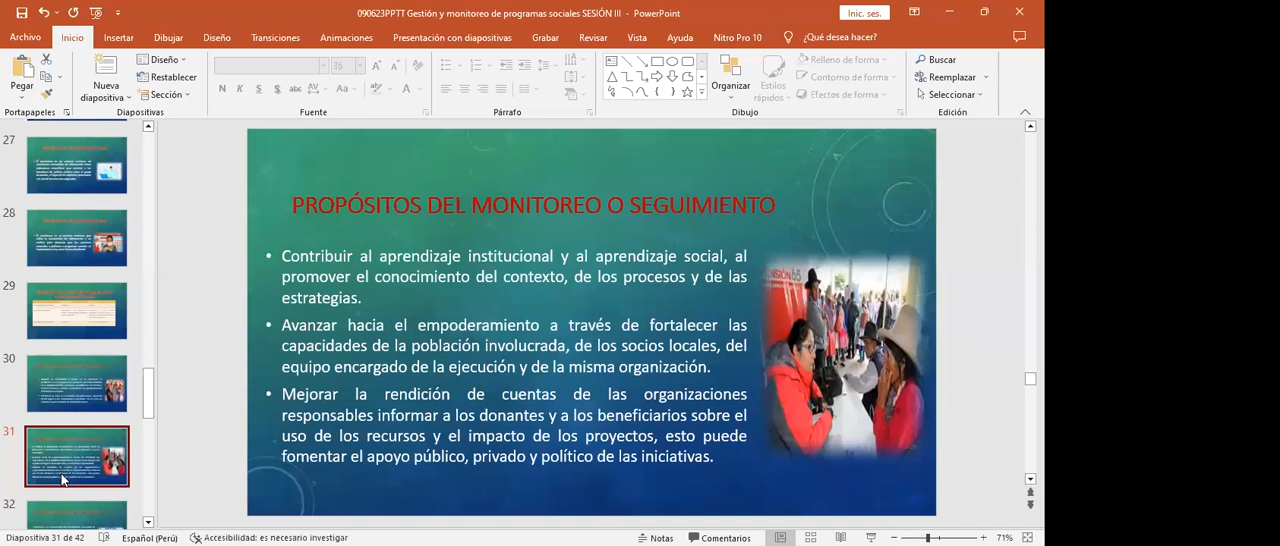 090623PPTT Gestión y monitoreo de programas sociales SESIÓN III - PowerPoint
Inic. ses.
Archivo Inicio Insertar Dibujar Diseño Transiciones Animaciones Presentación con diapositivas Grabar Revisar Vista Ayuda Nitro Pro 10 ¿Qué desea hacer?
Pegar
Nueva diapositiva
Diseño
Restablecer
Sección
36
N K S S abc AV Aa A
Organizar
Estilos rápidos
Relleno de forma
Contorno de forma
Efectos de forma
Buscar
Reemplazar
Seleccionar
Portapapeles Diapositivas Fuente Párrafo Dibujo Edición
27
28
29
30
31
32
PROPÓSITOS DEL MONITOREO O SEGUIMIENTO
• Contribuir al aprendizaje institucional y al aprendizaje social, al
promover el conocimiento del contexto, de los procesos y de las
estrategias.
• Avanzar hacia el empoderamiento a través de fortalecer las
capacidades de la población involucrada, de los socios locales, del
equipo encargado de la ejecución y de la misma organización.
• Mejorar la rendición de cuentas de las organizaciones
responsables informar a los donantes y a los beneficiarios sobre el
uso de los recursos y el impacto de los proyectos, esto puede
fomentar el apoyo público, privado y político de las iniciativas.
Diapositiva 31 de 42 Español (Perú) Accesibilidad: es necesario investigar Notas Comentarios 71%